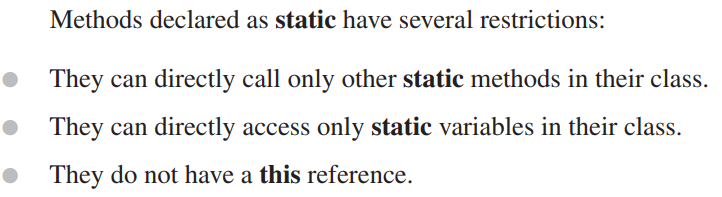 Methods declared as static have several restrictions:
They can directly call only other static methods in their class.
They can directly access only static variables in their class.
They do not have a this reference.